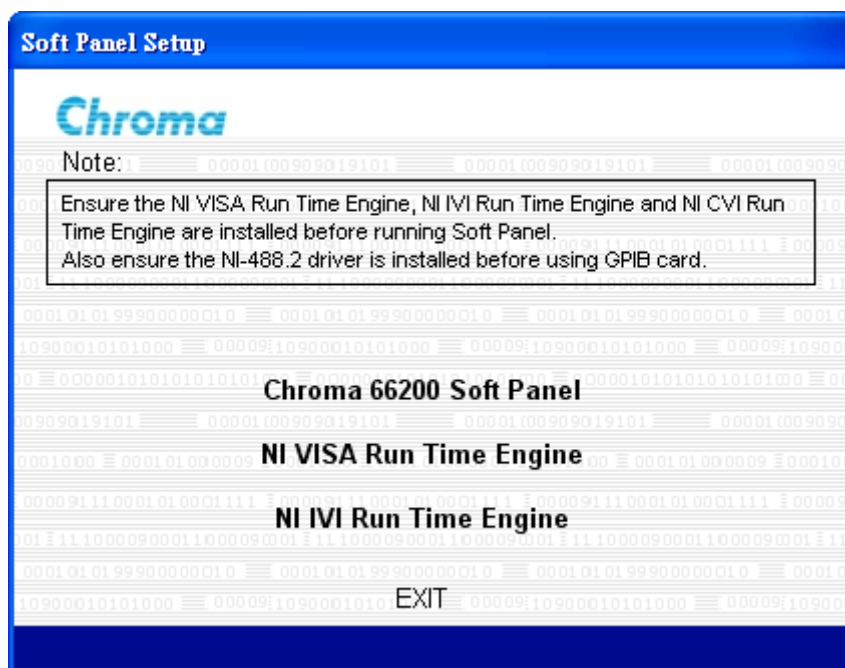 Soft Panel Setup
Chroma
Note:
Ensure the NI VISA Run Time Engine, NI IVI Run Time Engine and NI CVI Run
Time Engine are installed before running Soft Panel.
Also ensure the NI-488.2 driver is installed before using GPIB card.
Chroma 66200 Soft Panel
NI VISA Run Time Engine
NI IVI Run Time Engine
EXIT